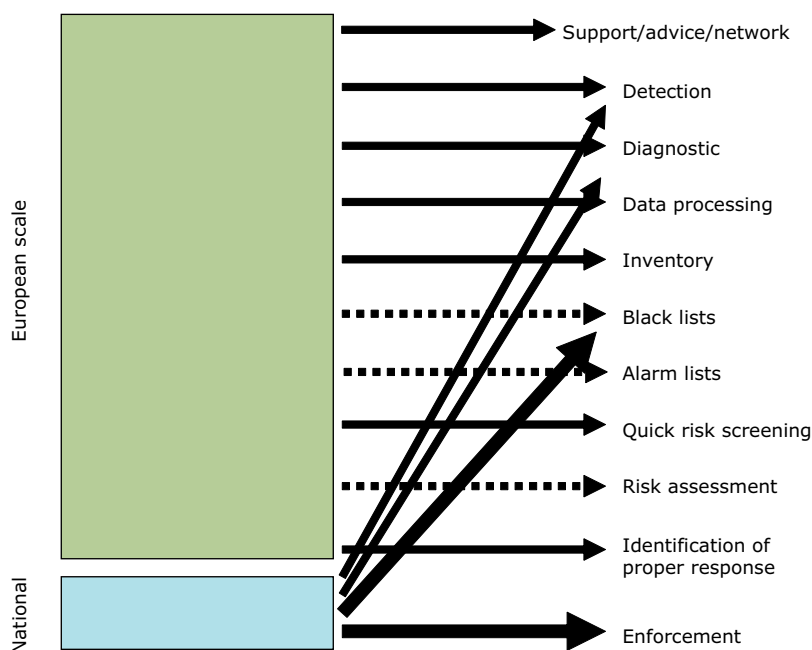 European scale
National
Support/advice/network
Detection
Diagnostic
Data processing
Inventory
Black lists
Alarm lists
Quick risk screening
Risk assessment
Identification of
proper response
Enforcement